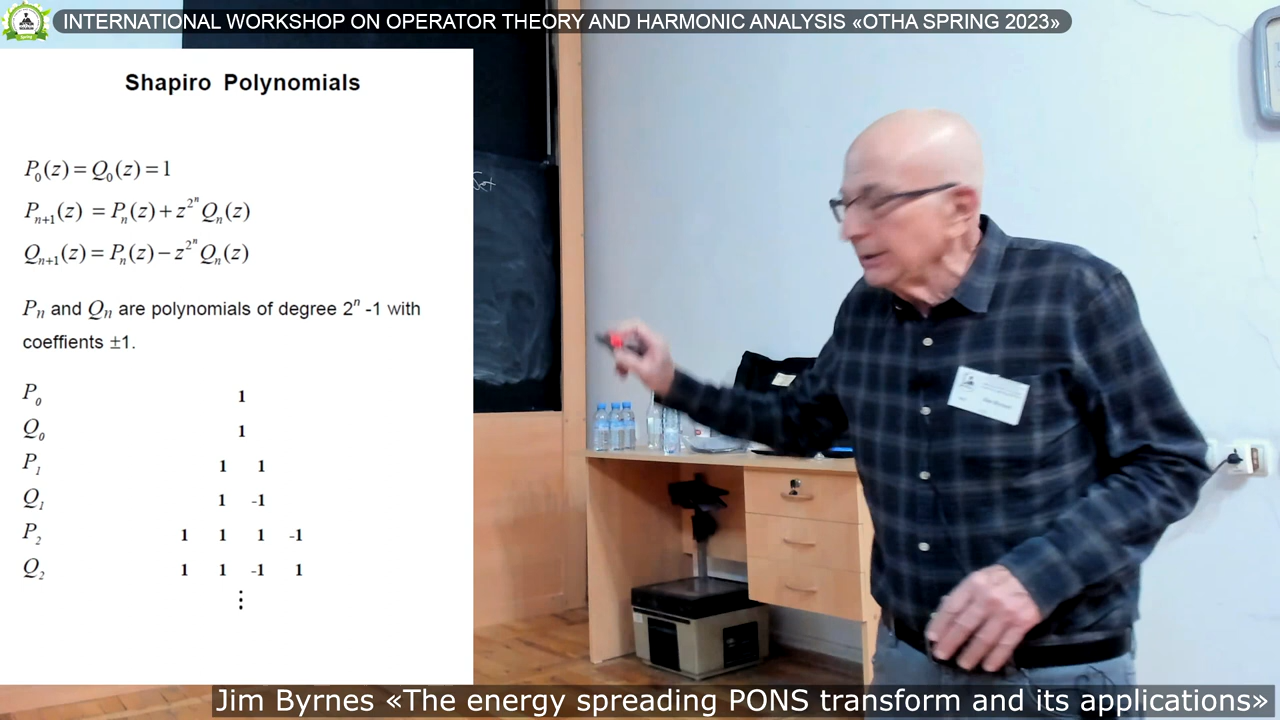 INTERNATIONAL WORKSHOP ON OPERATOR THEORY AND HARMONIC ANALYSIS «OTHA SPRING 2023»
Shapiro Polynomials
P₀(z) = Q₀(z) = 1
Pₙ₊₁(z) = Pₙ(z) + z^{2ⁿ} Qₙ(z)
Qₙ₊₁(z) = Pₙ(z) − z^{2ⁿ} Qₙ(z)
Pₙ and Qₙ are polynomials of degree 2ⁿ -1 with
coeffients ±1.
P₀ 1
Q₀ 1
P₁ 1 1
Q₁ 1 -1
P₂ 1 1 1 -1
Q₂ 1 1 -1 1
⋮
Jim Byrnes «The energy spreading PONS transform and its applications»